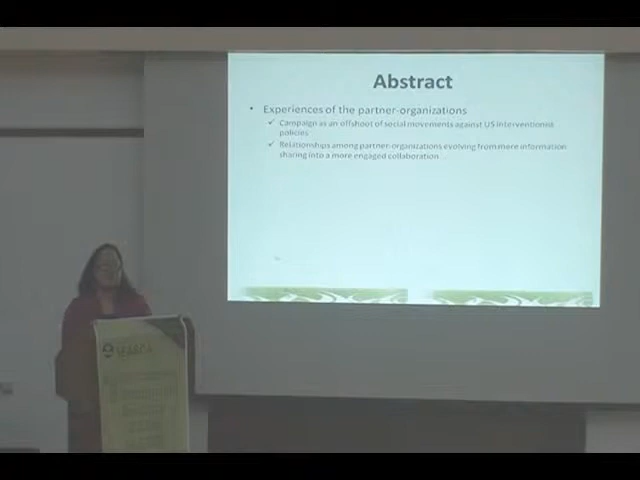 Abstract
• Experiences of the partner-organizations
✓ Campaign as an offshoot of social movements against US interventionist
policies
✓ Relationships among partner-organizations evolving from mere information
sharing into a more engaged collaboration
SEARCA